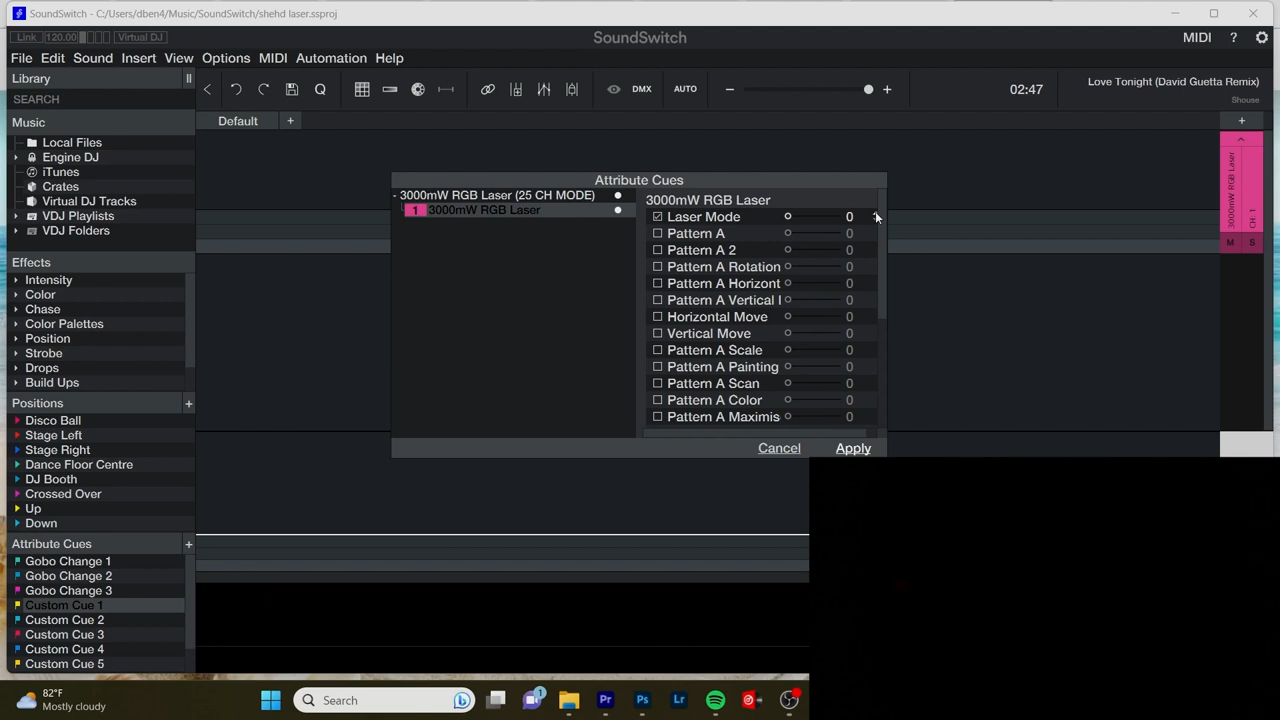 SoundSwitch - C:/Users/dben4/Music/SoundSwitch/shehd laser.ssproj
Link 120.00 Virtual DJ
SoundSwitch
MIDI ?
File Edit Sound Insert View Options MIDI Automation Help
Library
DMX AUTO
02:47
Love Tonight (David Guetta Remix)
Shouse
SEARCH
Default +
+
Music
Local Files
Engine DJ
iTunes
Crates
Virtual DJ Tracks
VDJ Playlists
VDJ Folders
3000mW RGB Laser
CH. 1
M S
Effects
Intensity
Color
Chase
Color Palettes
Position
Strobe
Drops
Build Ups
Positions +
Disco Ball
Stage Left
Stage Right
Dance Floor Centre
DJ Booth
Crossed Over
Up
Down
Attribute Cues +
Gobo Change 1
Gobo Change 2
Gobo Change 3
Custom Cue 1
Custom Cue 2
Custom Cue 3
Custom Cue 4
Custom Cue 5
Attribute Cues
- 3000mW RGB Laser (25 CH MODE)
1 3000mW RGB Laser
3000mW RGB Laser
Laser Mode 0
Pattern A 0
Pattern A 2 0
Pattern A Rotation 0
Pattern A Horizont 0
Pattern A Vertical I 0
Horizontal Move 0
Vertical Move 0
Pattern A Scale 0
Pattern A Painting 0
Pattern A Scan 0
Pattern A Color 0
Pattern A Maximis 0
Cancel Apply
82°F
Mostly cloudy
Search
1
Pr Ps Lr